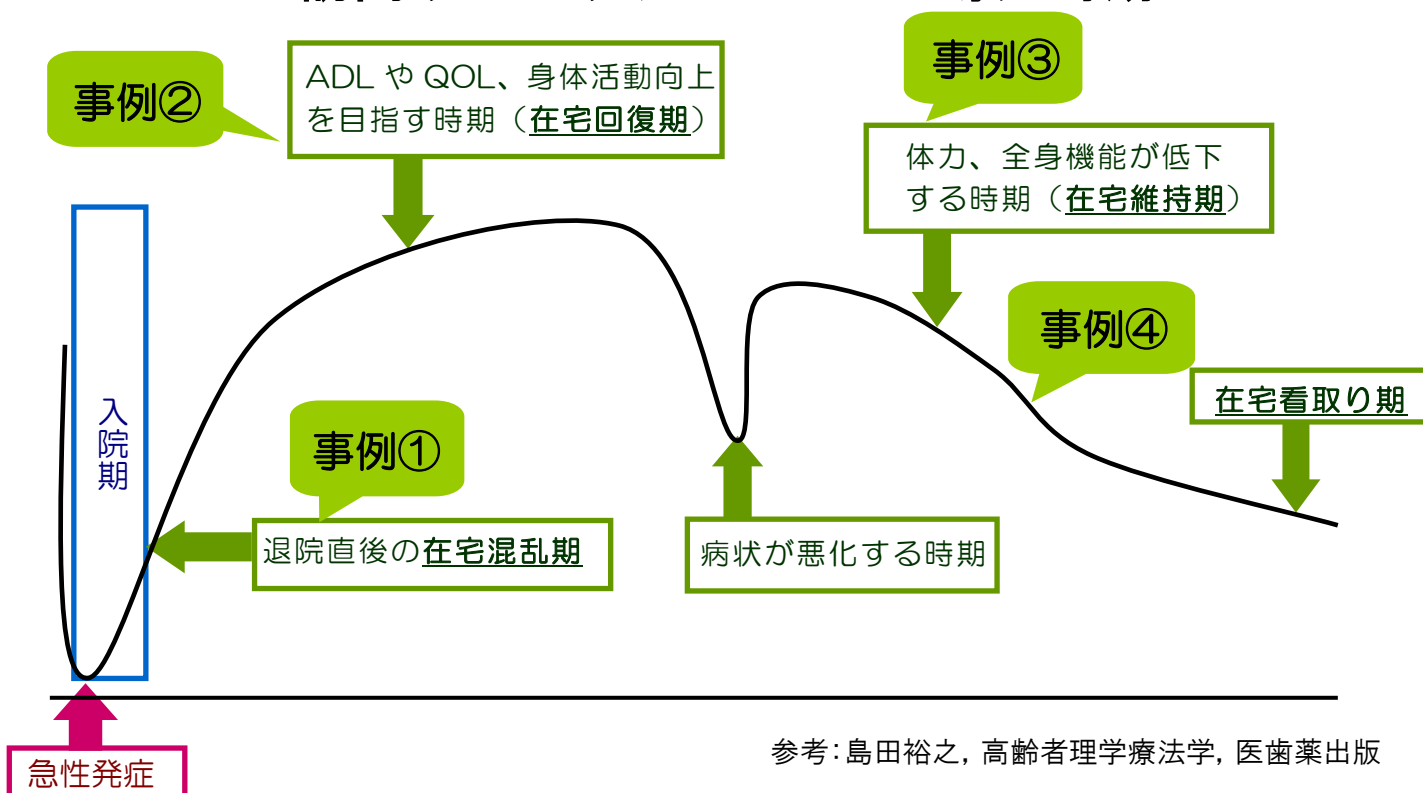 事例②
ADL や QOL、身体活動向上
を目指す時期（在宅回復期）
事例③
体力、全身機能が低下
する時期（在宅維持期）
事例④
在宅看取り期
入院期
事例①
退院直後の在宅混乱期
病状が悪化する時期
急性発症
参考：島田裕之, 高齢者理学療法学, 医歯薬出版